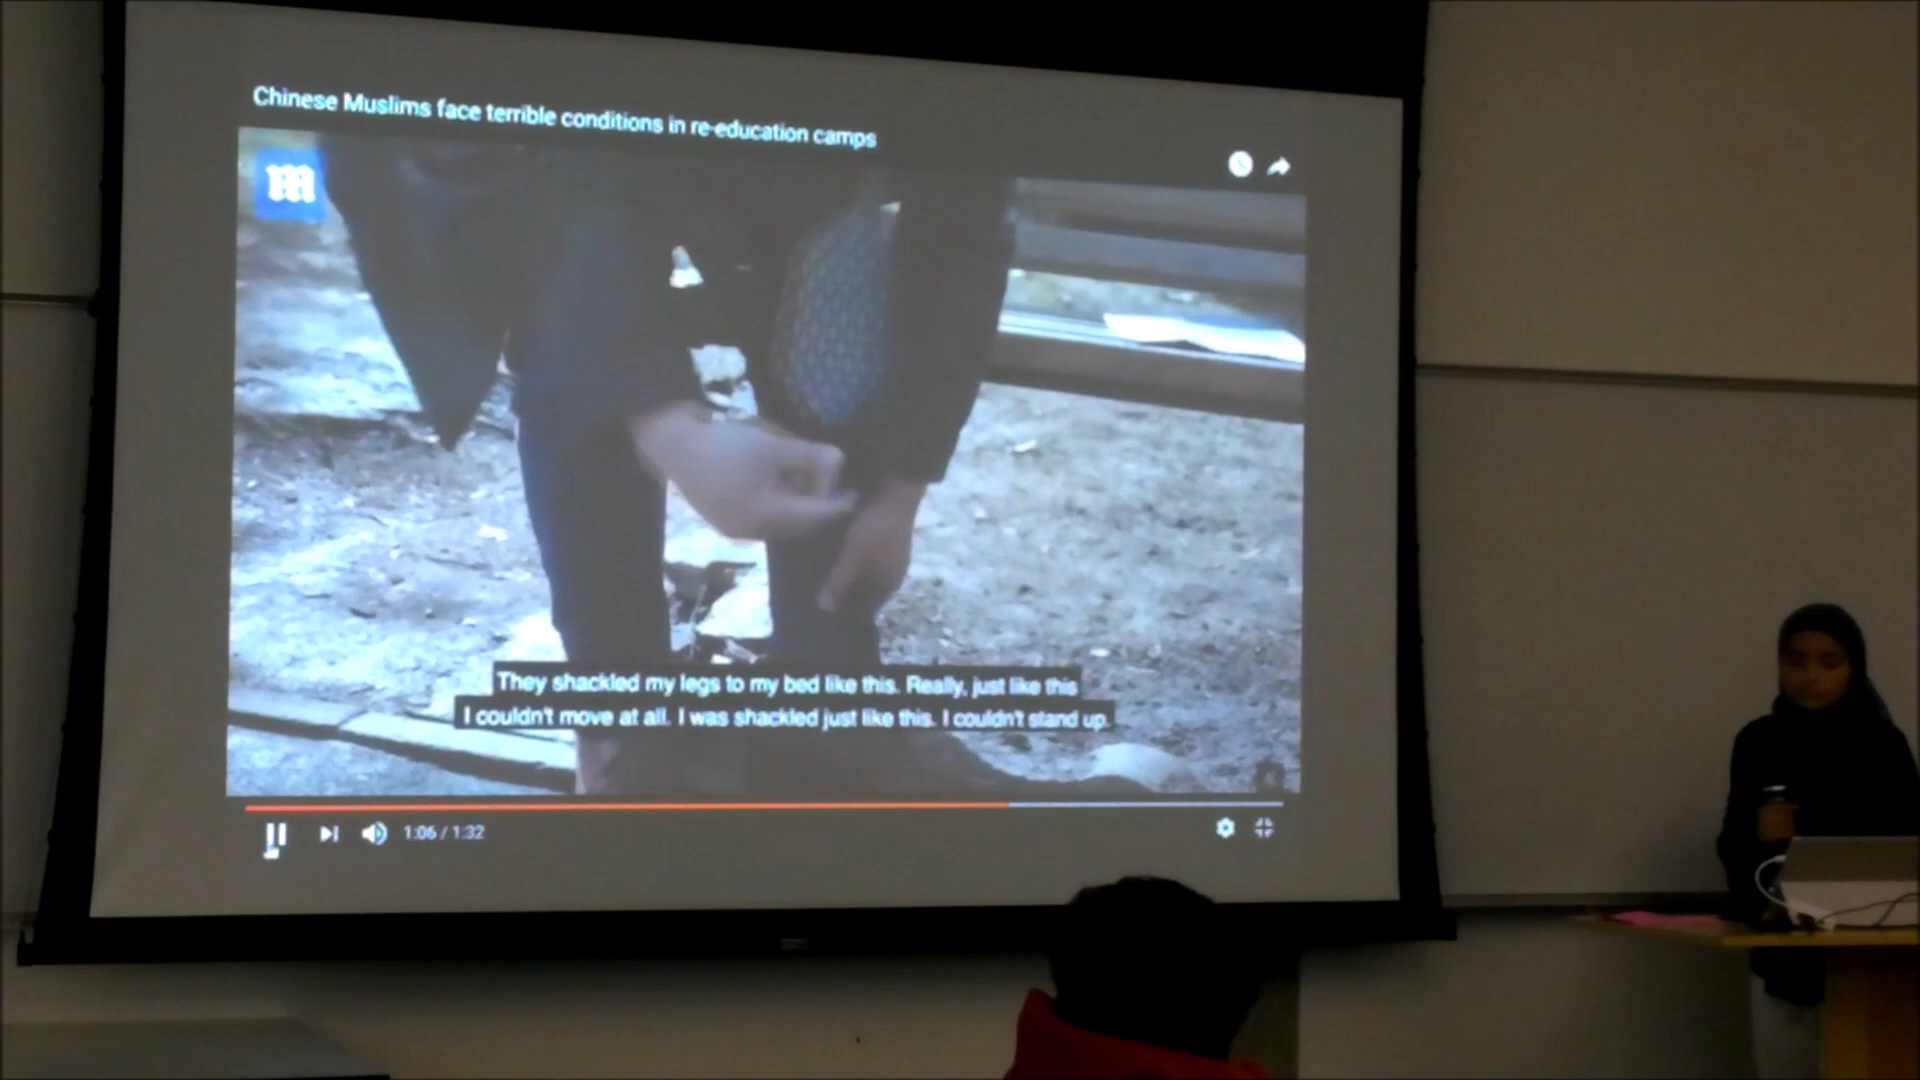 Chinese Muslims face terrible conditions in re-education camps
m
They shackled my legs to my bed like this. Really, just like this
I couldn't move at all. I was shackled just like this. I couldn't stand up.
1:06 / 1:32